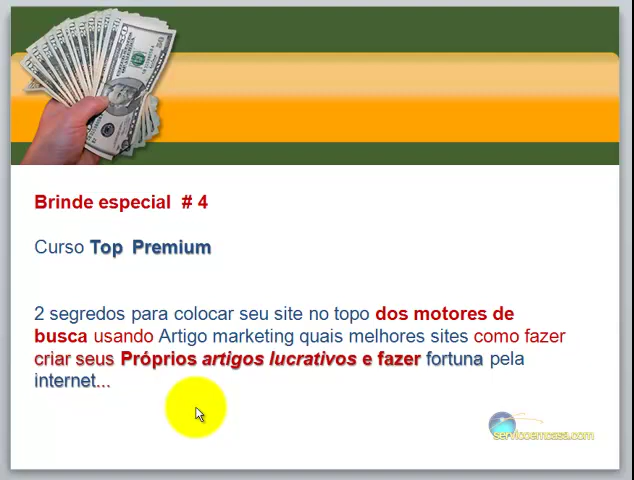 Brinde especial # 4
Curso Top Premium
2 segredos para colocar seu site no topo dos motores de
busca usando Artigo marketing quais melhores sites como fazer
criar seus Próprios artigos lucrativos e fazer fortuna pela
internet...
servicoemcasa.com